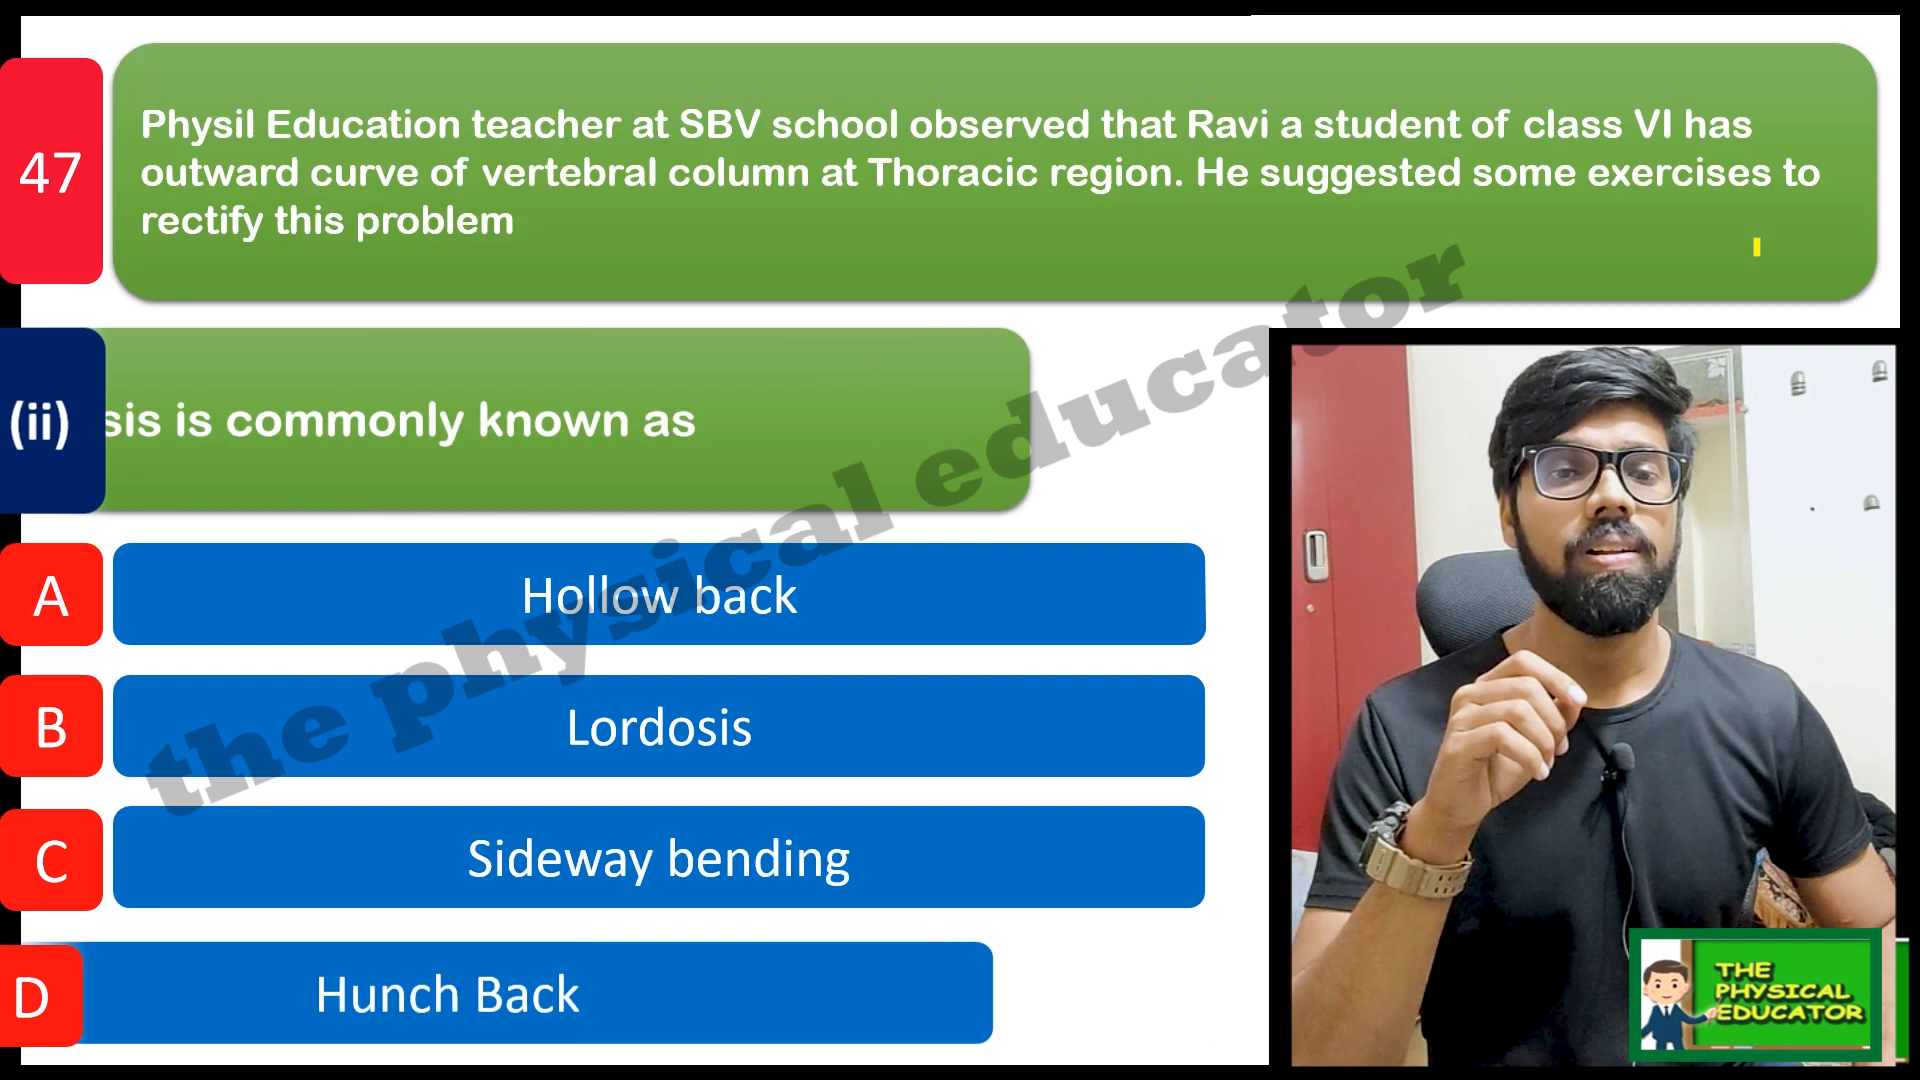 47
Physil Education teacher at SBV school observed that Ravi a student of class VI has
outward curve of vertebral column at Thoracic region. He suggested some exercises to
rectify this problem
(ii)
sis is commonly known as
A
Hollow back
B
Lordosis
C
Sideway bending
D
Hunch Back
the physical educator
THE
PHYSICAL
EDUCATOR